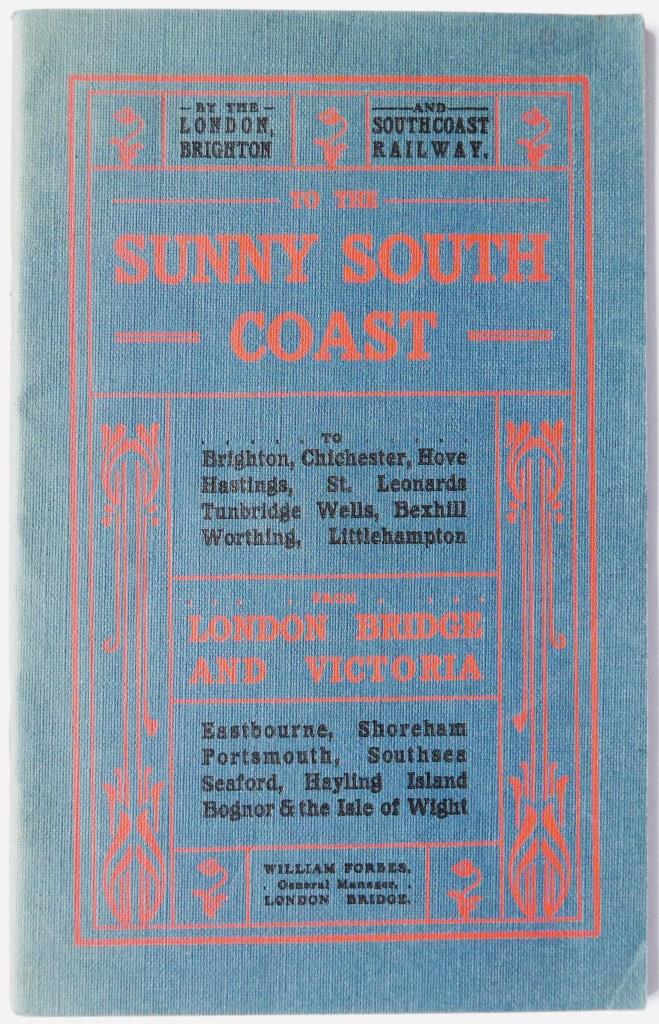 BY THE
LONDON,
BRIGHTON
AND
SOUTH COAST
RAILWAY.
TO THE
SUNNY SOUTH
COAST
. . . . . TO . . . . .
Brighton, Chichester, Hove
Hastings, St. Leonards
Tunbridge Wells, Bexhill
Worthing, Littlehampton
. . . . . FROM . . . . .
LONDON BRIDGE
AND VICTORIA
Eastbourne, Shoreham
Portsmouth, Southsea
Seaford, Hayling Island
Bognor & the Isle of Wight
WILLIAM FORBES,
. General Manager, .
LONDON BRIDGE.